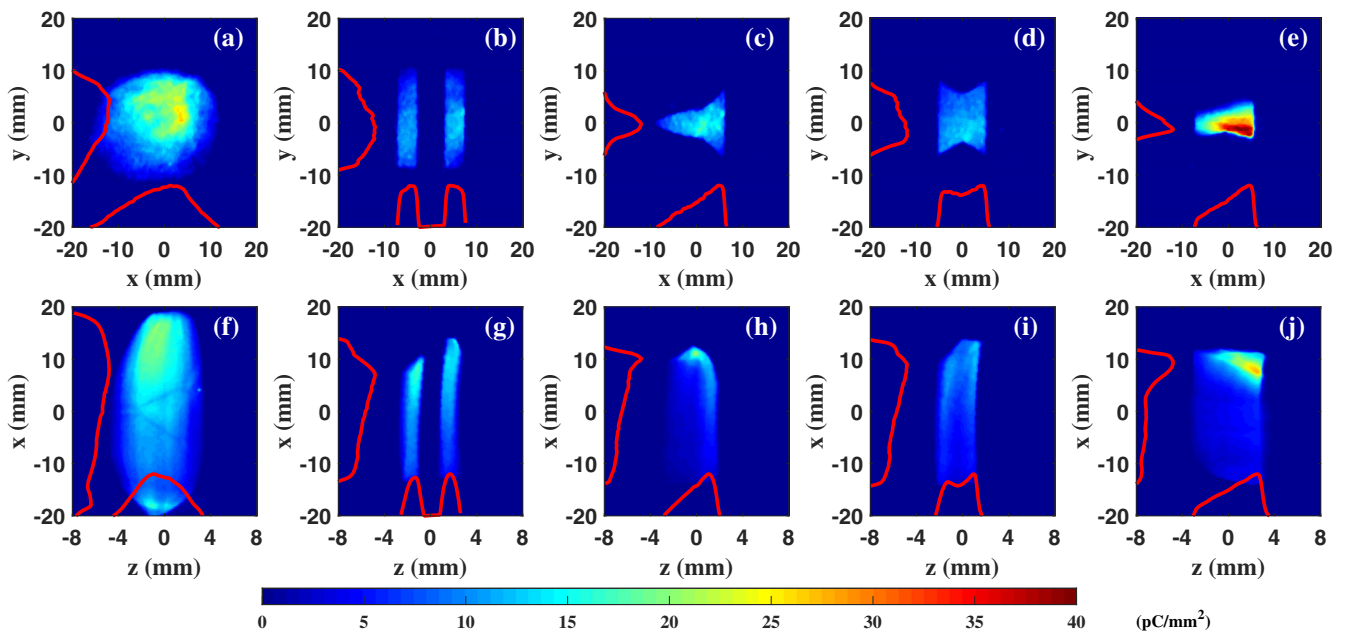 (a) (b) (c) (d) (e)
20 20 20 20 20
10 10 10 10 10
0 0 0 0 0
-10 -10 -10 -10 -10
-20 -20 -20 -20 -20
y (mm) y (mm) y (mm) y (mm) y (mm)
-20 -10 0 10 20 -20 -10 0 10 20 -20 -10 0 10 20 -20 -10 0 10 20 -20 -10 0 10 20
x (mm) x (mm) x (mm) x (mm) x (mm)
(f) (g) (h) (i) (j)
20 20 20 20 20
10 10 10 10 10
0 0 0 0 0
-10 -10 -10 -10 -10
-20 -20 -20 -20 -20
x (mm) x (mm) x (mm) x (mm) x (mm)
-8 -4 0 4 8 -8 -4 0 4 8 -8 -4 0 4 8 -8 -4 0 4 8 -8 -4 0 4 8
z (mm) z (mm) z (mm) z (mm) z (mm)
0 5 10 15 20 25 30 35 40 (pC/mm²)